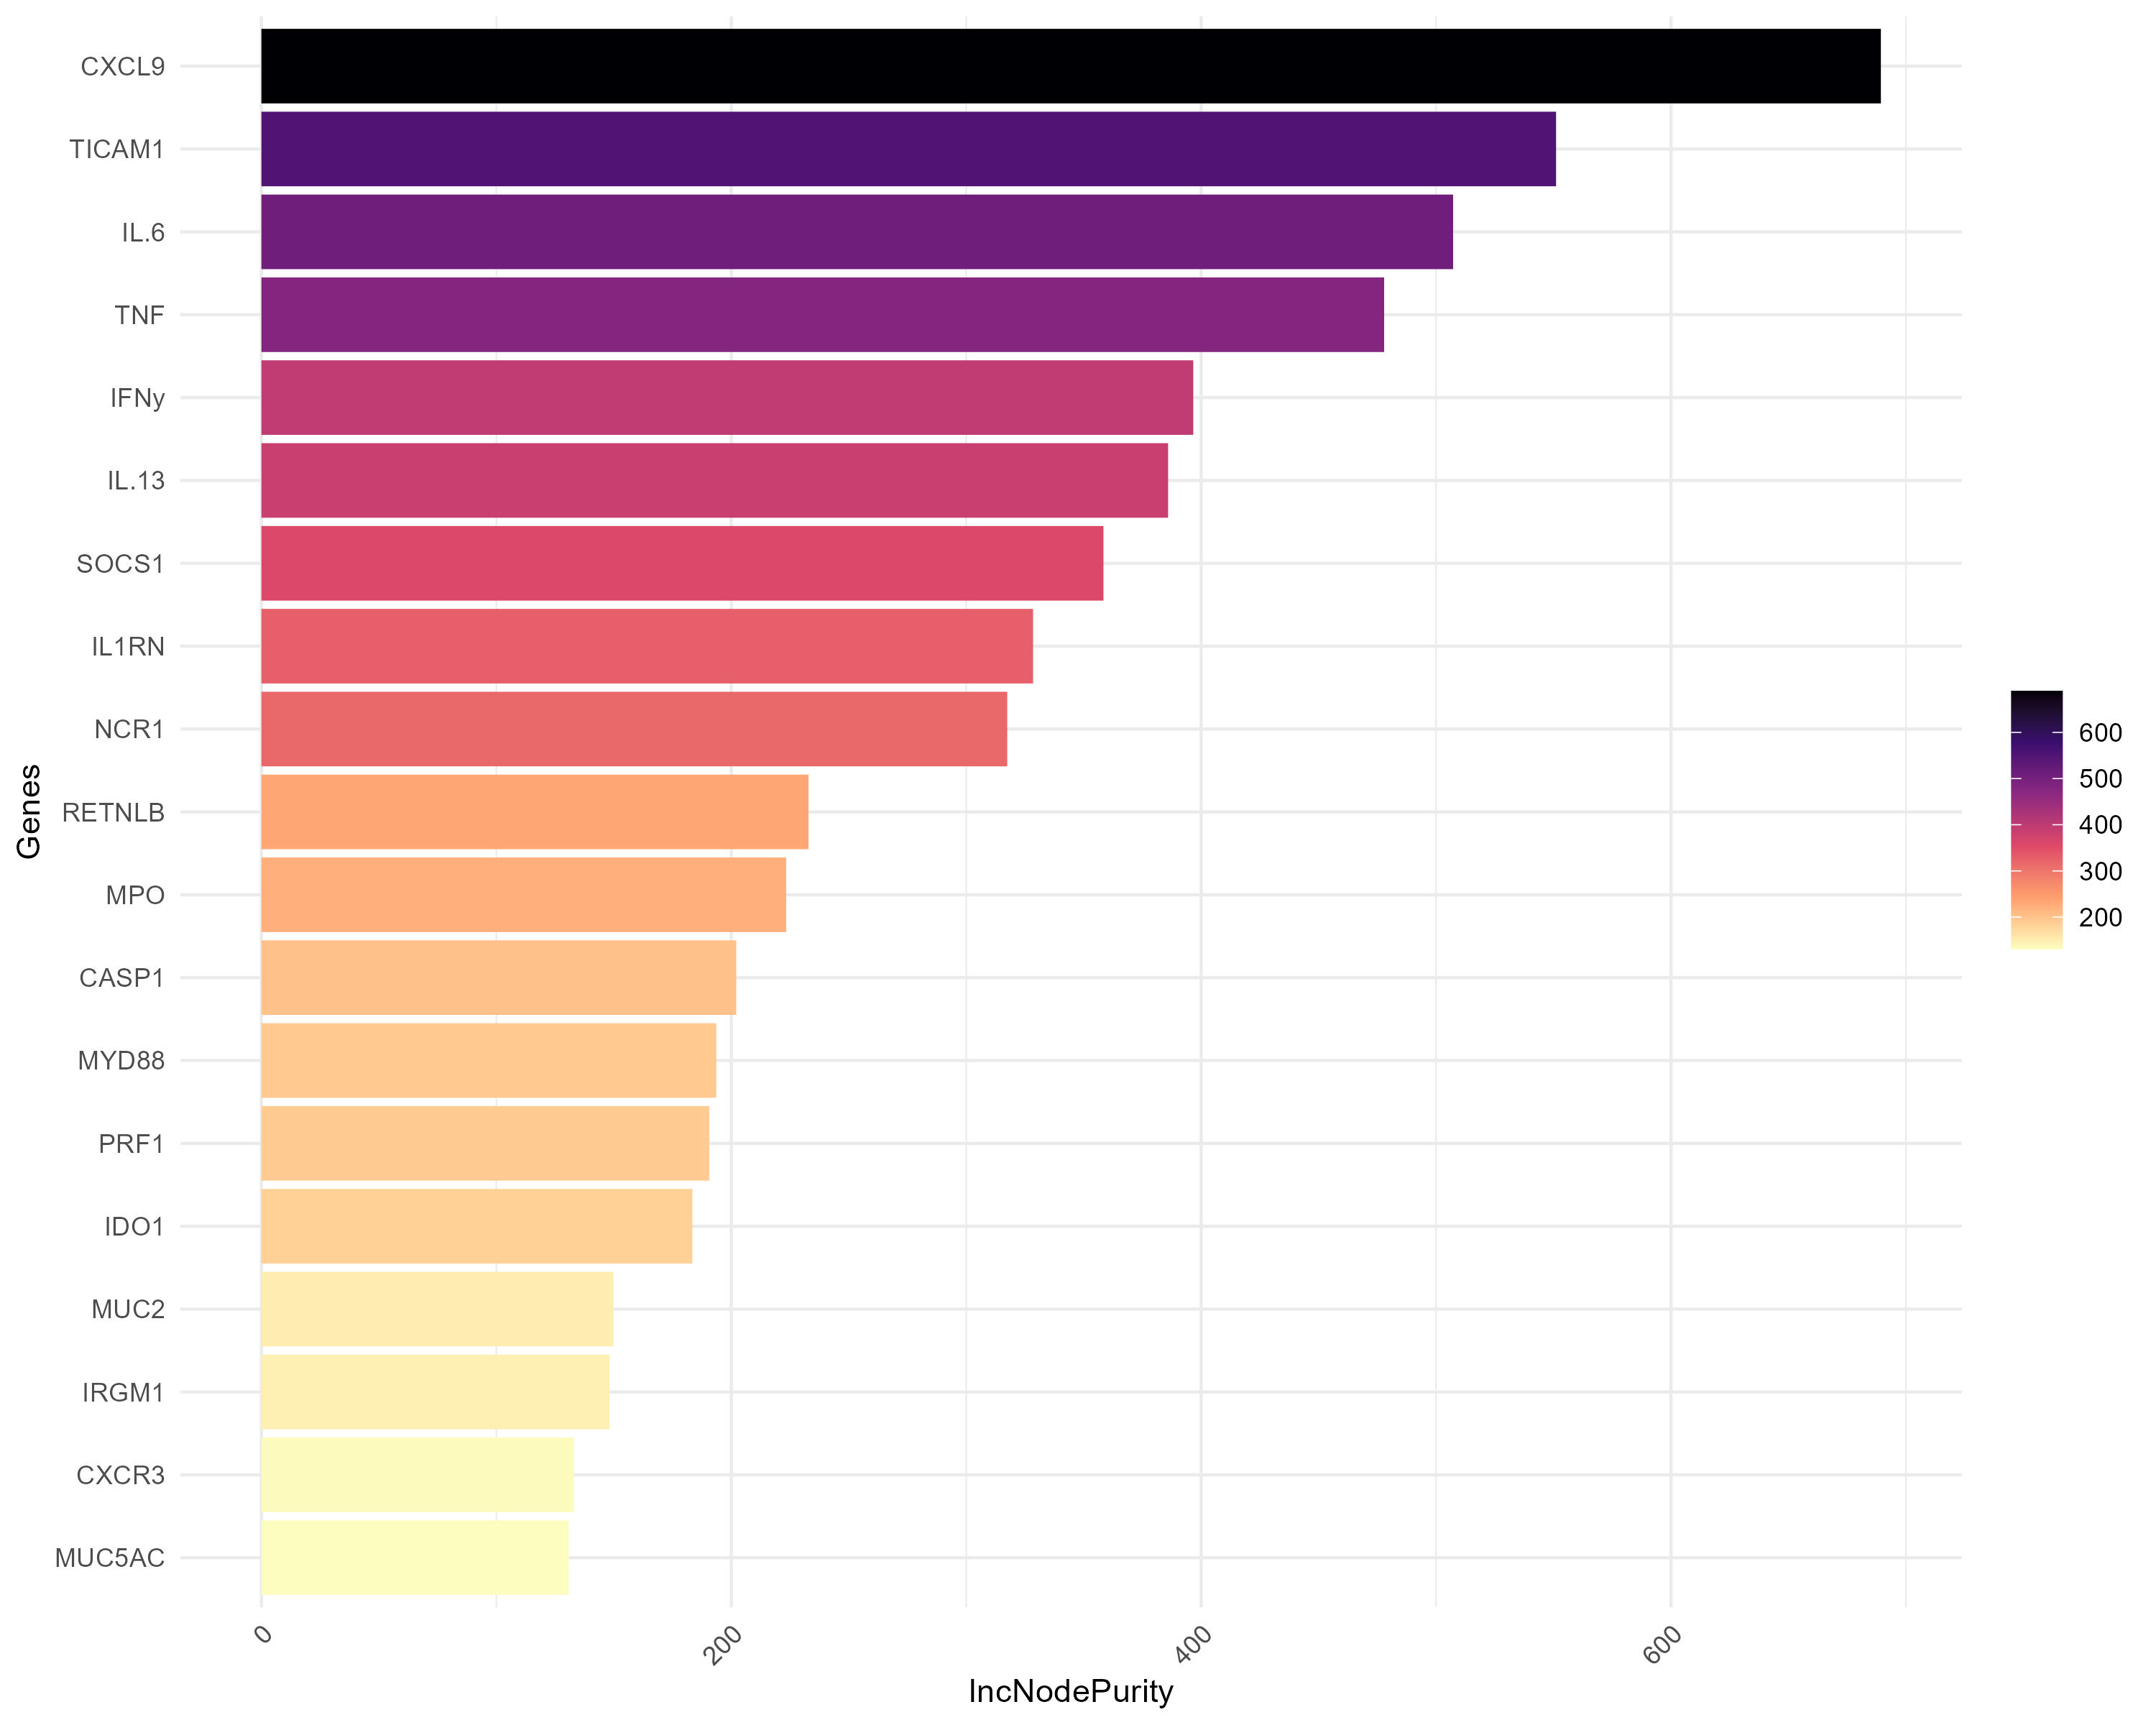 CXCL9
TICAM1
IL.6
TNF
IFNy
IL.13
SOCS1
IL1RN
NCR1
RETNLB
MPO
CASP1
MYD88
PRF1
IDO1
MUC2
IRGM1
CXCR3
MUC5AC
Genes
0
200
400
600
IncNodePurity
600
500
400
300
200